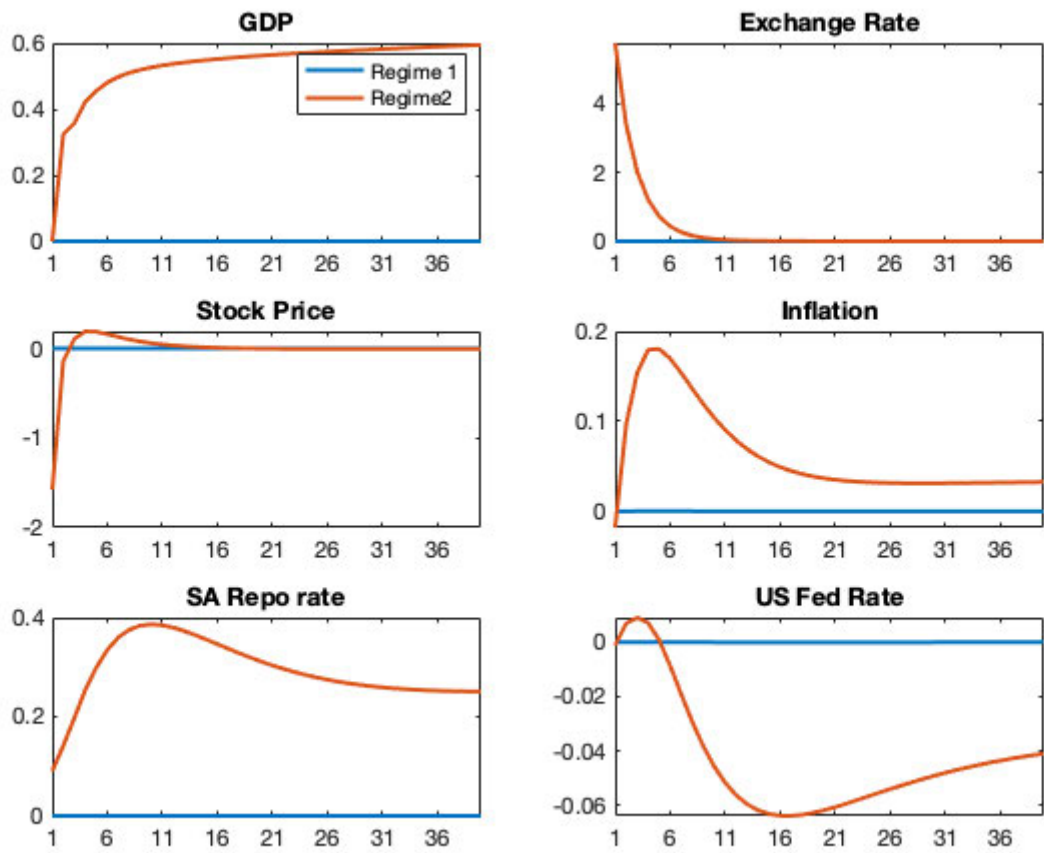 GDP
0.6
0.4
0.2
0
1 6 11 16 21 26 31 36
Regime 1
Regime2
Exchange Rate
4
2
0
1 6 11 16 21 26 31 36
Stock Price
0
-1
-2
1 6 11 16 21 26 31 36
Inflation
0.2
0.1
0
1 6 11 16 21 26 31 36
SA Repo rate
0.4
0.2
0
1 6 11 16 21 26 31 36
US Fed Rate
0
-0.02
-0.04
-0.06
1 6 11 16 21 26 31 36